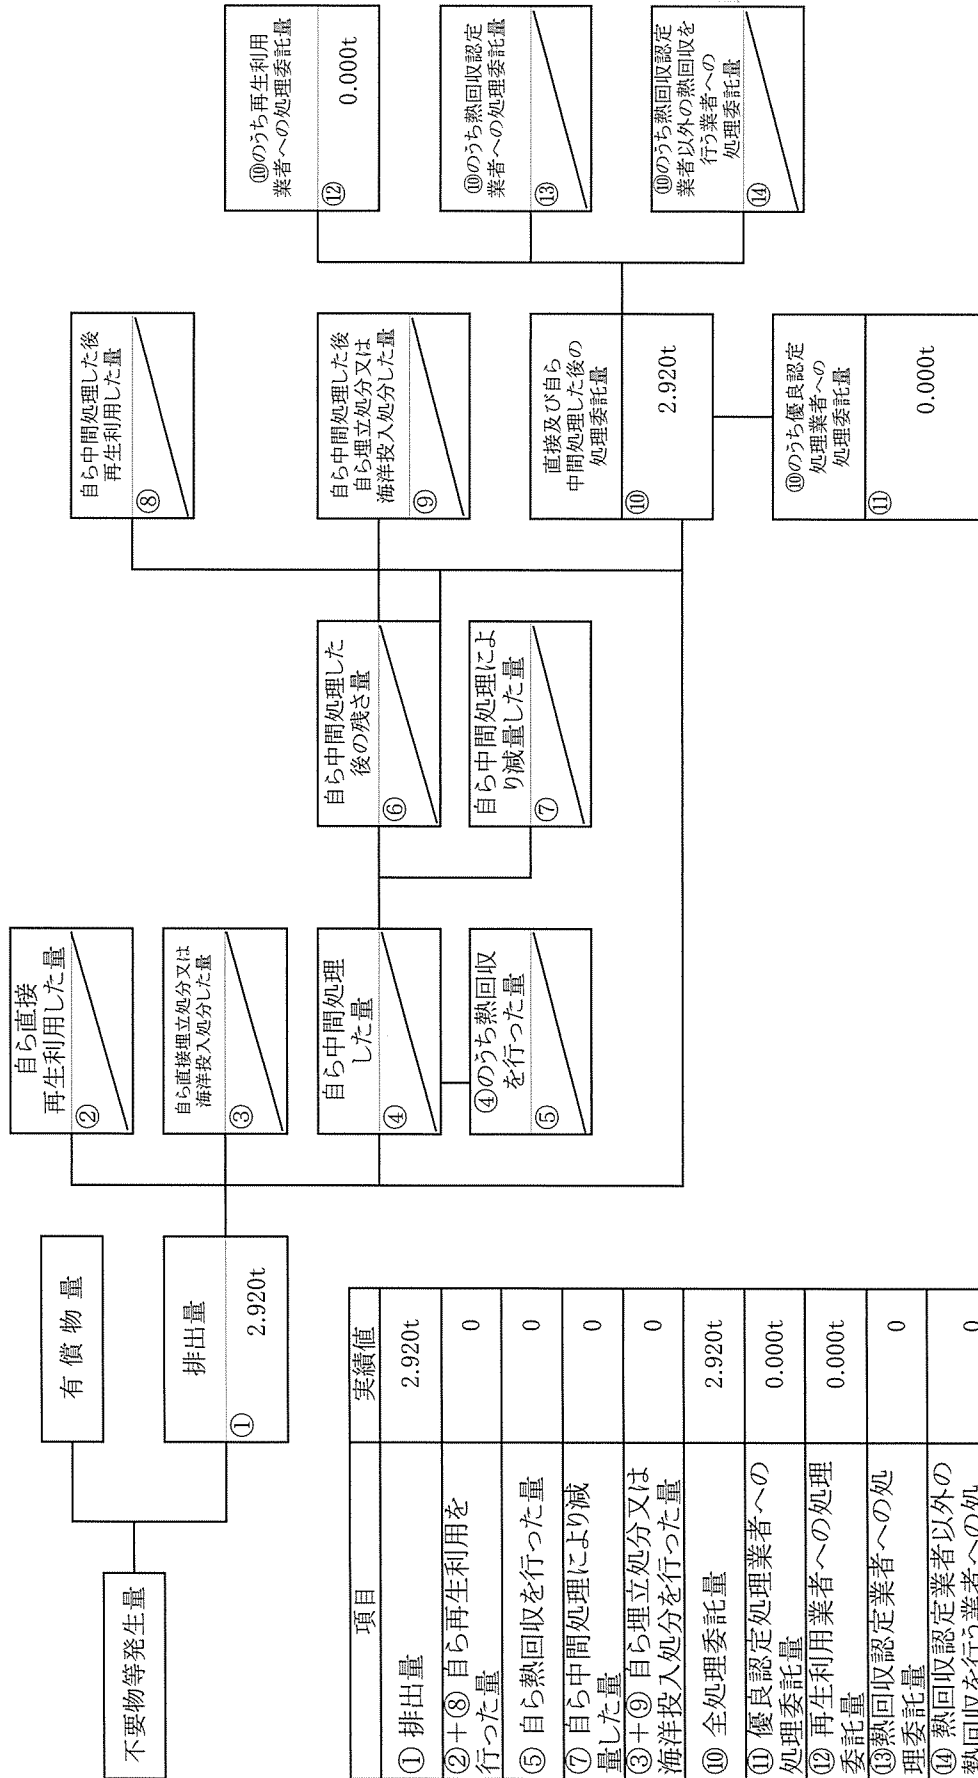 不要物等発生量
有償物量
排出量
①
2.920t
自ら直接
再生利用した量
②
自ら直接埋立処分又は
海洋投入処分した量
③
自ら中間処理
した量
④
④のうち熱回収
を行った量
⑤
自ら中間処理した
後の残さ量
⑥
自ら中間処理によ
り減量した量
⑦
自ら中間処理した後
再生利用した量
⑧
自ら中間処理した後
自ら埋立処分又は
海洋投入処分した量
⑨
直接及び自ら
中間処理した後の
処理委託量
⑩
2.920t
⑩のうち優良認定
処理業者への
処理委託量
⑪
0.000t
⑩のうち再生利用
業者への処理委託量
⑫
0.000t
⑩のうち熱回収認定
業者への処理委託量
⑬
⑩のうち熱回収認定
業者以外の熱回収を
行う業者への
処理委託量
⑭
項目 実績値
① 排出量 2.920t
②+⑧ 自ら再生利用を
行った量 0
⑤ 自ら熱回収を行った量 0
⑦ 自ら中間処理により減
量した量 0
③+⑨ 自ら埋立処分又は
海洋投入処分を行った量 0
⑩ 全処理委託量 2.920t
⑪ 優良認定処理業者への
処理委託量 0.000t
⑫ 再生利用業者への処理
委託量 0.000t
⑬熱回収認定業者への処
理委託量 0
⑭ 熱回収認定業者以外の
熱回収を行う業者への処 0